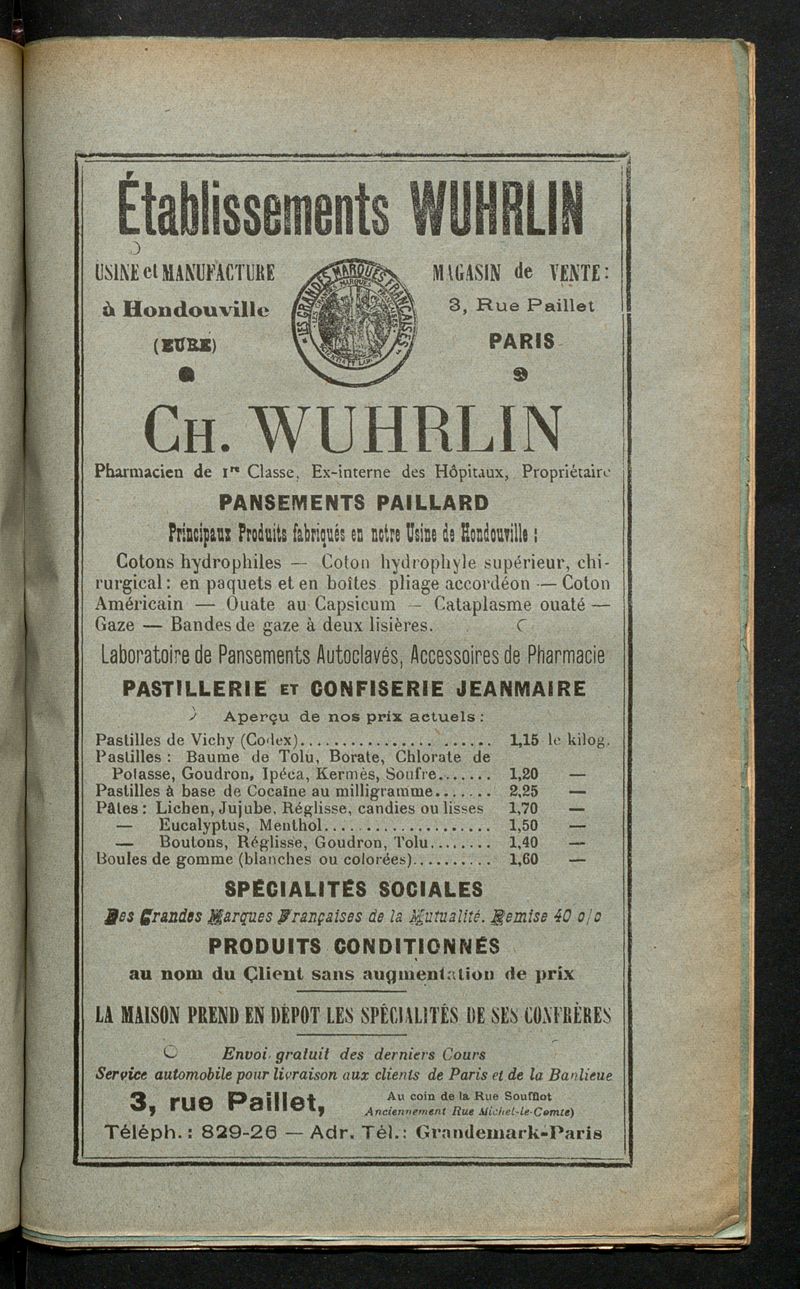 Établissements WUHRLIN
USINE et MANUFACTURE
à Hondouville
(EURE)
LES GRANDES MARQUES FRANÇAISES
MAGASIN de VENTE:
3, Rue Paillet
PARIS
CH. WUHRLIN
Pharmacien de 1re Classe, Ex-interne des Hôpitaux, Propriétaire
PANSEMENTS PAILLARD
Principaux Produits fabriqués en notre Usine de Hondouville :
Cotons hydrophiles — Coton hydrophyle supérieur, chi-
rurgical : en paquets et en boîtes pliage accordéon — Coton
Américain — Ouate au Capsicum — Cataplasme ouaté —
Gaze — Bandes de gaze à deux lisières.
Laboratoire de Pansements Autoclavés, Accessoires de Pharmacie
PASTILLERIE ET CONFISERIE JEANMAIRE
Aperçu de nos prix actuels :
Pastilles de Vichy (Codex)...................... 1,15 le kilog.
Pastilles : Baume de Tolu, Borate, Chlorate de
Potasse, Goudron, Ipéca, Kermès, Soufre....... 1,20 —
Pastilles à base de Cocaïne au milligramme....... 2,25 —
Pâtes : Lichen, Jujube, Réglisse, candies ou lisses 1,70 —
— Eucalyptus, Menthol.................... 1,50 —
— Boutons, Réglisse, Goudron, Tolu........ 1,40 —
Boules de gomme (blanches ou colorées).......... 1,60 —
SPÉCIALITÉS SOCIALES
Des Grandes Marques Françaises de la Mutualité. Remise 40 o/o
PRODUITS CONDITIONNÉS
au nom du Client sans augmentation de prix
LA MAISON PREND EN DÉPOT LES SPÉCIALITÉS DE SES CONFRÈRES
Envoi gratuit des derniers Cours
Service automobile pour livraison aux clients de Paris et de la Banlieue
3, rue Paillet,
Au coin de la Rue Soufflot
Anciennement Rue Michel-le-Comte)
Téléph. : 829-26 — Adr. Tél.: Grandemark-Paris